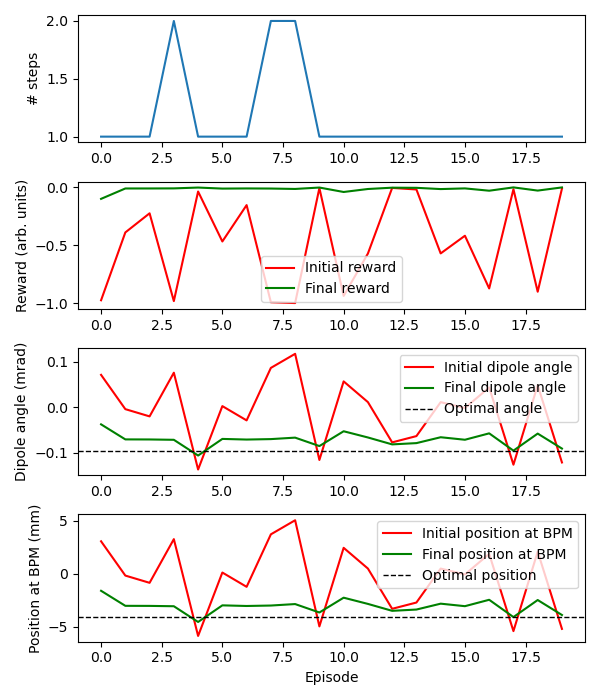 2.0
1.5
1.0
# steps
0.0 2.5 5.0 7.5 10.0 12.5 15.0 17.5
0.0
−0.5
−1.0
Reward (arb. units)
Initial reward
Final reward
0.0 2.5 5.0 7.5 10.0 12.5 15.0 17.5
0.1
0.0
−0.1
Dipole angle (mrad)
Initial dipole angle
Final dipole angle
Optimal angle
0.0 2.5 5.0 7.5 10.0 12.5 15.0 17.5
5
0
−5
Position at BPM (mm)
Initial position at BPM
Final position at BPM
Optimal position
0.0 2.5 5.0 7.5 10.0 12.5 15.0 17.5
Episode